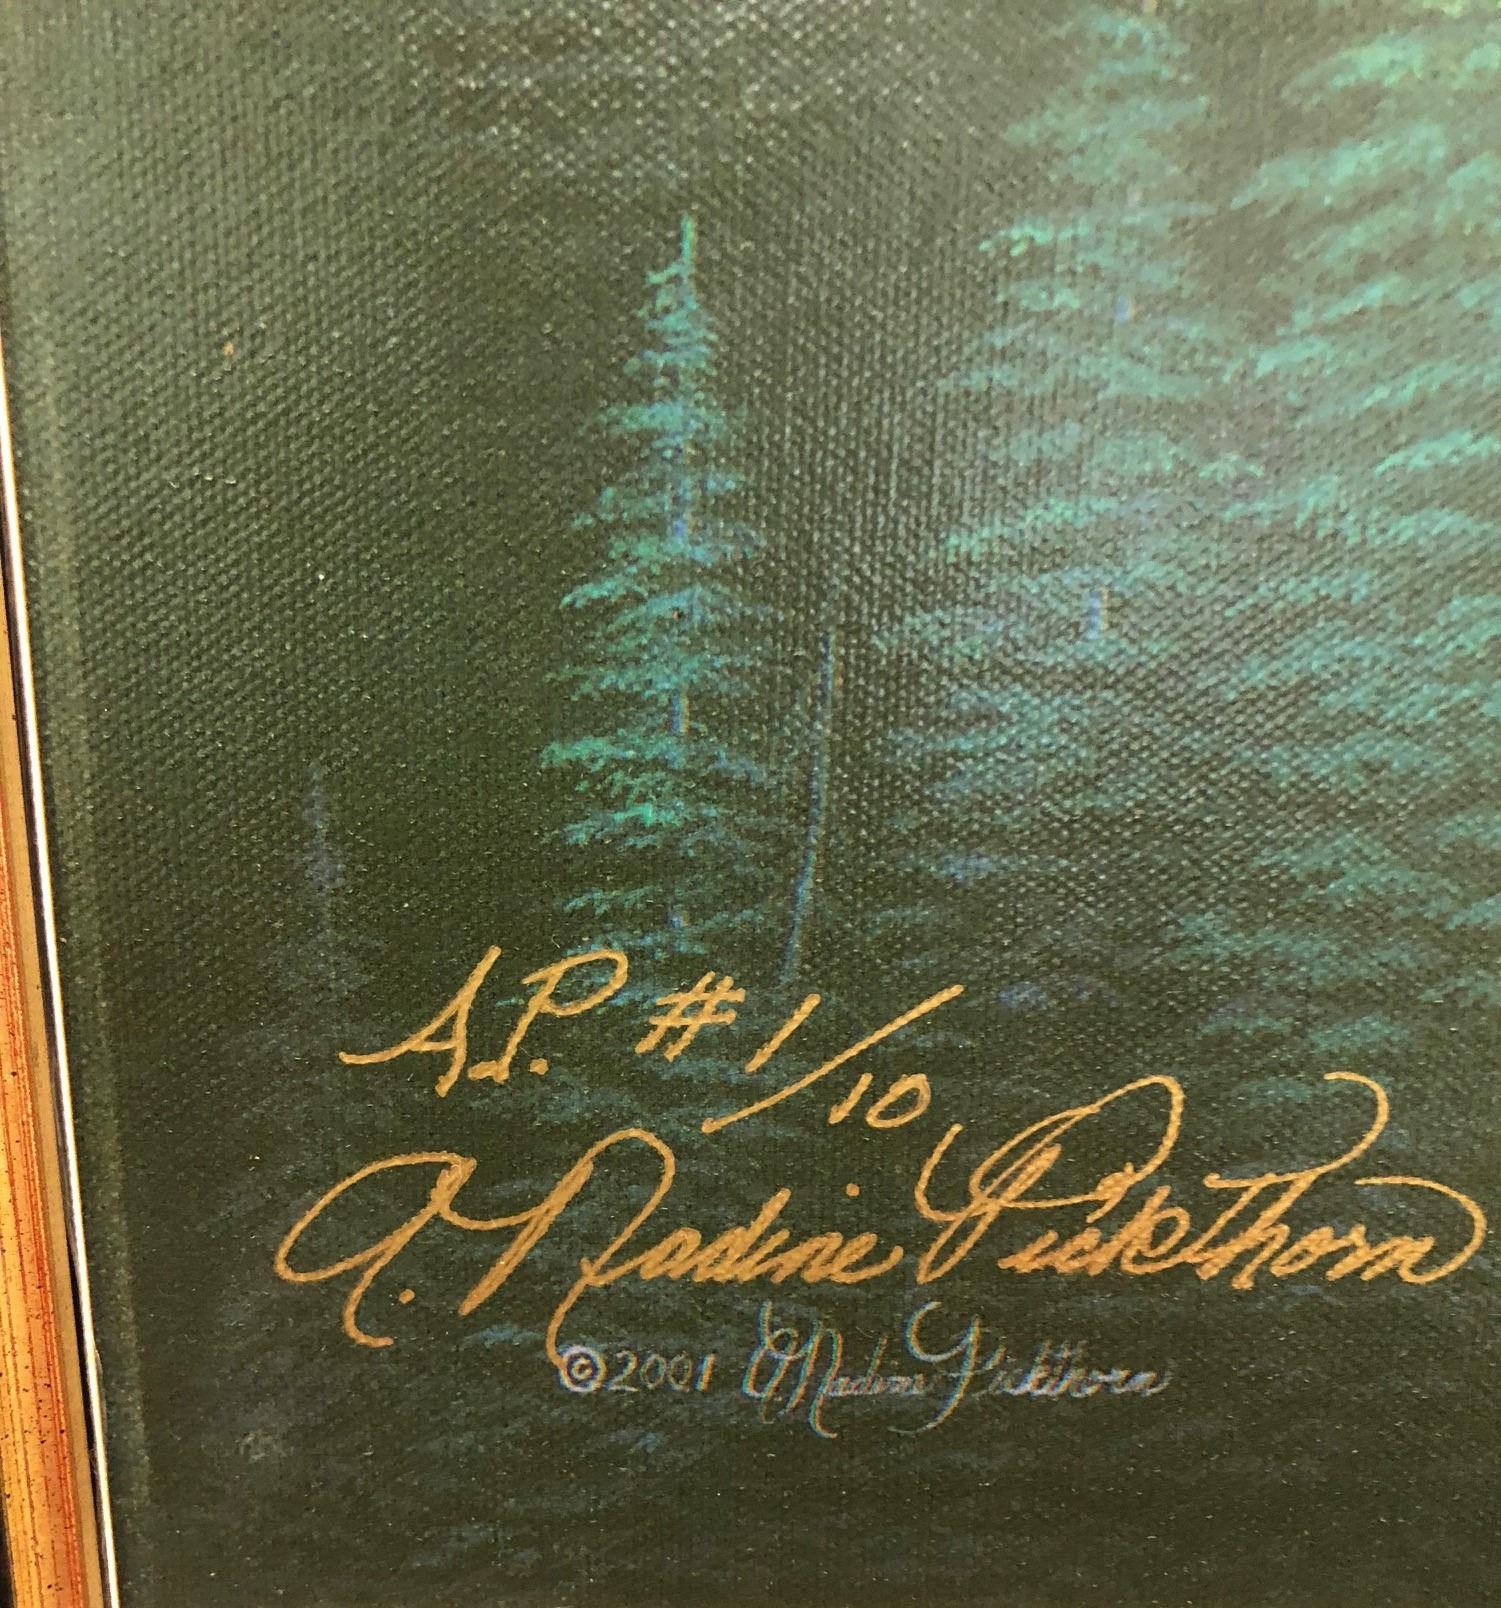 A.P. #1/10
A. Nadine Pickthorn
©2001 A. Nadine Pickthorn